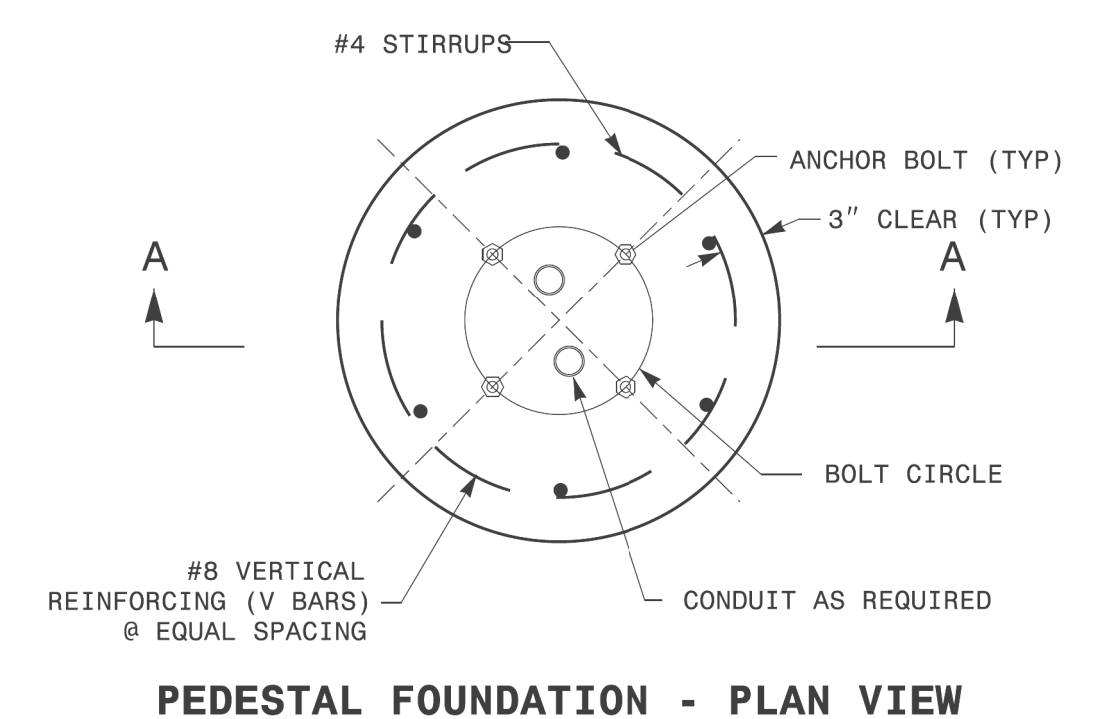 #4 STIRRUPS
ANCHOR BOLT (TYP)
3" CLEAR (TYP)
A
A
BOLT CIRCLE
#8 VERTICAL
REINFORCING (V BARS)
@ EQUAL SPACING
CONDUIT AS REQUIRED
PEDESTAL FOUNDATION - PLAN VIEW